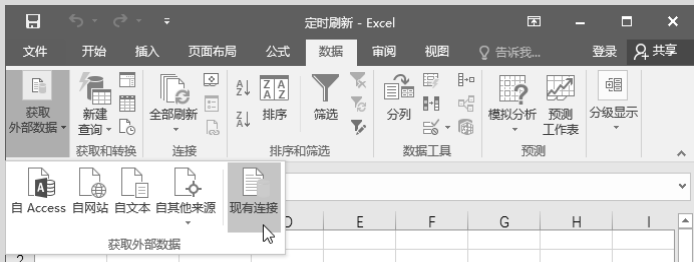 定时刷新 - Excel
文件 开始 插入 页面布局 公式 数据 审阅 视图 告诉我... 登录 共享
获取 外部数据
新建 查询
全部刷新
排序
筛选
分列
模拟分析
预测 工作表
分级显示
获取和转换 连接 排序和筛选 数据工具 预测
自 Access 自网站 自文本 自其他来源 现有连接
获取外部数据
D E F G H I
2